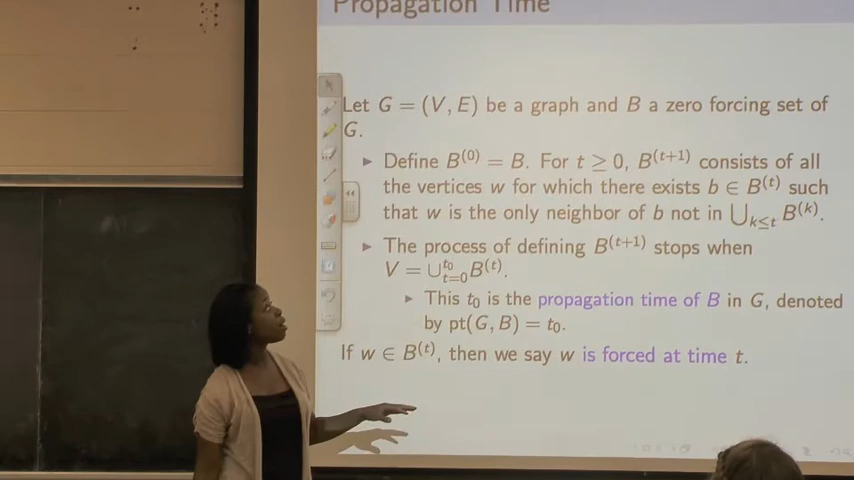 Propagation Time
Let G = (V, E) be a graph and B a zero forcing set of
G.
▸ Define B⁽⁰⁾ = B. For t ≥ 0, B⁽ᵗ⁺¹⁾ consists of all
the vertices w for which there exists b ∈ B⁽ᵗ⁾ such
that w is the only neighbor of b not in ⋃ₖ≤ₜ B⁽ᵏ⁾.
▸ The process of defining B⁽ᵗ⁺¹⁾ stops when
V = ∪ₜ₌₀^{t₀} B⁽ᵗ⁾.
▸ This t₀ is the propagation time of B in G, denoted
by pt(G, B) = t₀.
If w ∈ B⁽ᵗ⁾, then we say w is forced at time t.